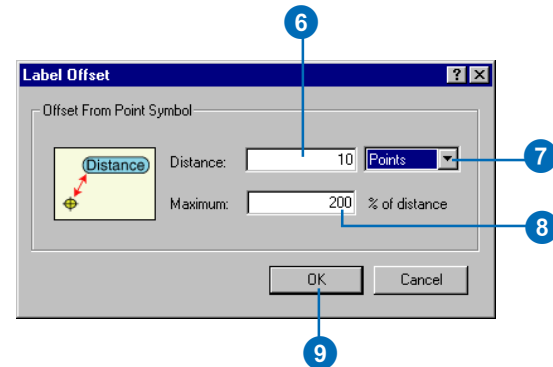 6
Label Offset
Offset From Point Symbol
Distance
Distance: 10 Points
7
Maximum: 200 % of distance
8
OK Cancel
9